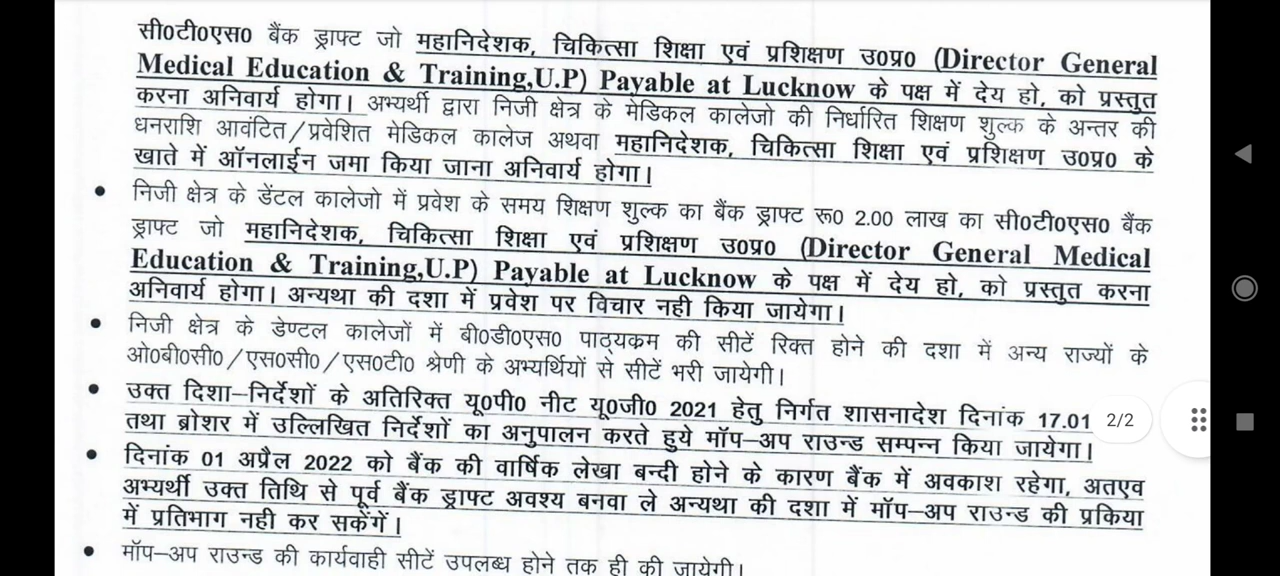 सी0टी0एस0 बैंक ड्राफ्ट जो महानिदेशक, चिकित्सा शिक्षा एवं प्रशिक्षण उ0प्र0 (Director General
Medical Education & Training,U.P) Payable at Lucknow के पक्ष में देय हो, को प्रस्तुत
करना अनिवार्य होगा। अभ्यर्थी द्वारा निजी क्षेत्र के मेडिकल कालेजो की निर्धारित शिक्षण शुल्क के अन्तर की
धनराशि आवंटित/प्रवेशित मेडिकल कालेज अथवा महानिदेशक, चिकित्सा शिक्षा एवं प्रशिक्षण उ0प्र0 के
खाते में ऑनलाईन जमा किया जाना अनिवार्य होगा।
• निजी क्षेत्र के डेंटल कालेजो में प्रवेश के समय शिक्षण शुल्क का बैंक ड्राफ्ट रू0 2.00 लाख का सी0टी0एस0 बैंक
ड्राफ्ट जो महानिदेशक, चिकित्सा शिक्षा एवं प्रशिक्षण उ0प्र0 (Director General Medical
Education & Training,U.P) Payable at Lucknow के पक्ष में देय हो, को प्रस्तुत करना
अनिवार्य होगा। अन्यथा की दशा में प्रवेश पर विचार नही किया जायेगा।
• निजी क्षेत्र के डेण्टल कालेजों में बी0डी0एस0 पाठ्यक्रम की सीटें रिक्त होने की दशा में अन्य राज्यों के
ओ0बी0सी0/एस0सी0/एस0टी0 श्रेणी के अभ्यर्थियों से सीटें भरी जायेगी।
• उक्त दिशा–निर्देशों के अतिरिक्त यू0पी0 नीट यू0जी0 2021 हेतु निर्गत शासनादेश दिनांक 17.01
2/2
तथा ब्रोशर में उल्लिखित निर्देशों का अनुपालन करते हुये मॉप–अप राउन्ड सम्पन्न किया जायेगा।
• दिनांक 01 अप्रैल 2022 को बैंक की वार्षिक लेखा बन्दी होने के कारण बैंक में अवकाश रहेगा, अतएव
अभ्यर्थी उक्त तिथि से पूर्व बैंक ड्राफ्ट अवश्य बनवा ले अन्यथा की दशा में मॉप–अप राउन्ड की प्रकिया
में प्रतिभाग नही कर सकेंगें।
• मॉप–अप राउन्ड की कार्यवाही सीटें उपलब्ध होने तक ही की जायेगी।